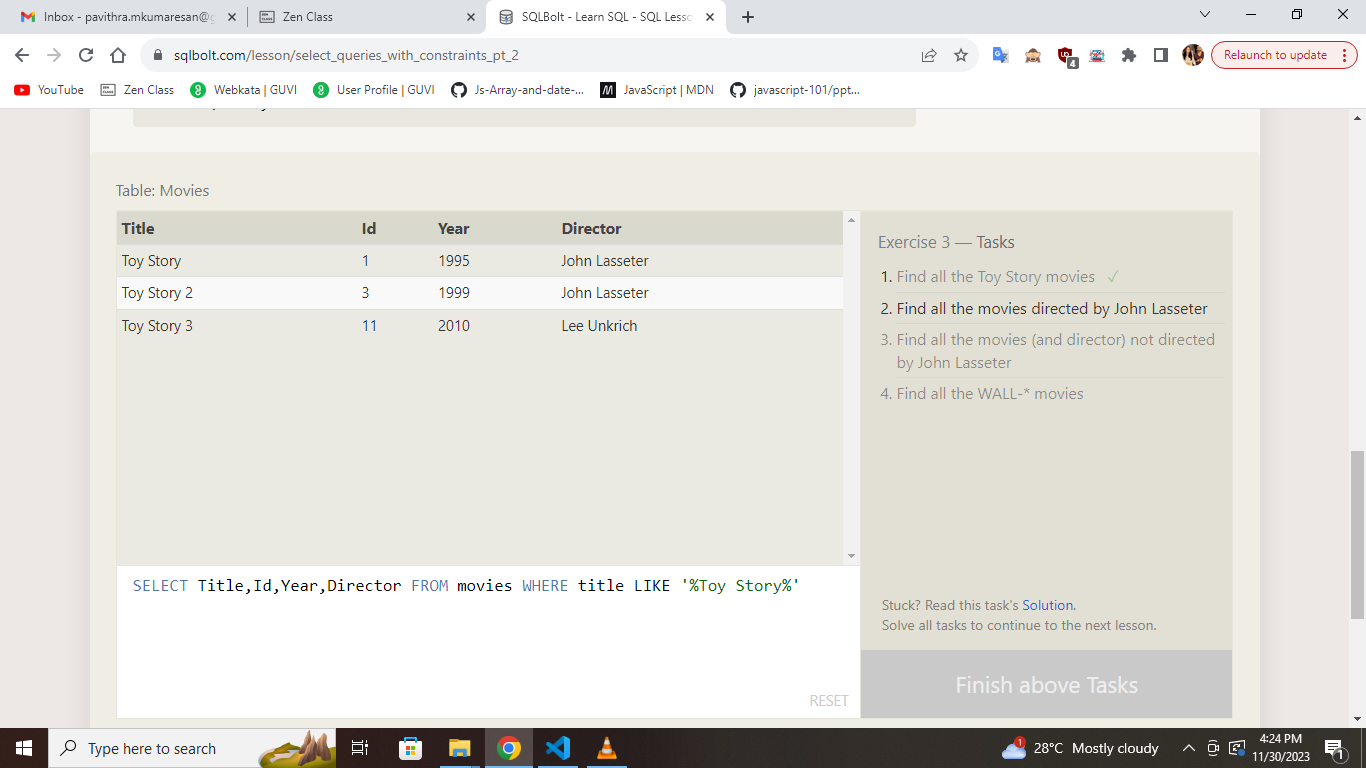 Inbox - pavithra.mkumaresan@g
Zen Class
SQLBolt - Learn SQL - SQL Lesso
sqlbolt.com/lesson/select_queries_with_constraints_pt_2
4
Relaunch to update
YouTube
Zen Class
Webkata | GUVI
User Profile | GUVI
Js-Array-and-date-...
M
JavaScript | MDN
javascript-101/ppt...
Table: Movies
Title Id Year Director
Toy Story 1 1995 John Lasseter
Toy Story 2 3 1999 John Lasseter
Toy Story 3 11 2010 Lee Unkrich
SELECT Title,Id,Year,Director FROM movies WHERE title LIKE '%Toy Story%'
RESET
Exercise 3 — Tasks
1. Find all the Toy Story movies ✓
2. Find all the movies directed by John Lasseter
3. Find all the movies (and director) not directed
by John Lasseter
4. Find all the WALL-* movies
Stuck? Read this task's Solution.
Solve all tasks to continue to the next lesson.
Finish above Tasks
Type here to search
1
28°C Mostly cloudy
4:24 PM
11/30/2023
1